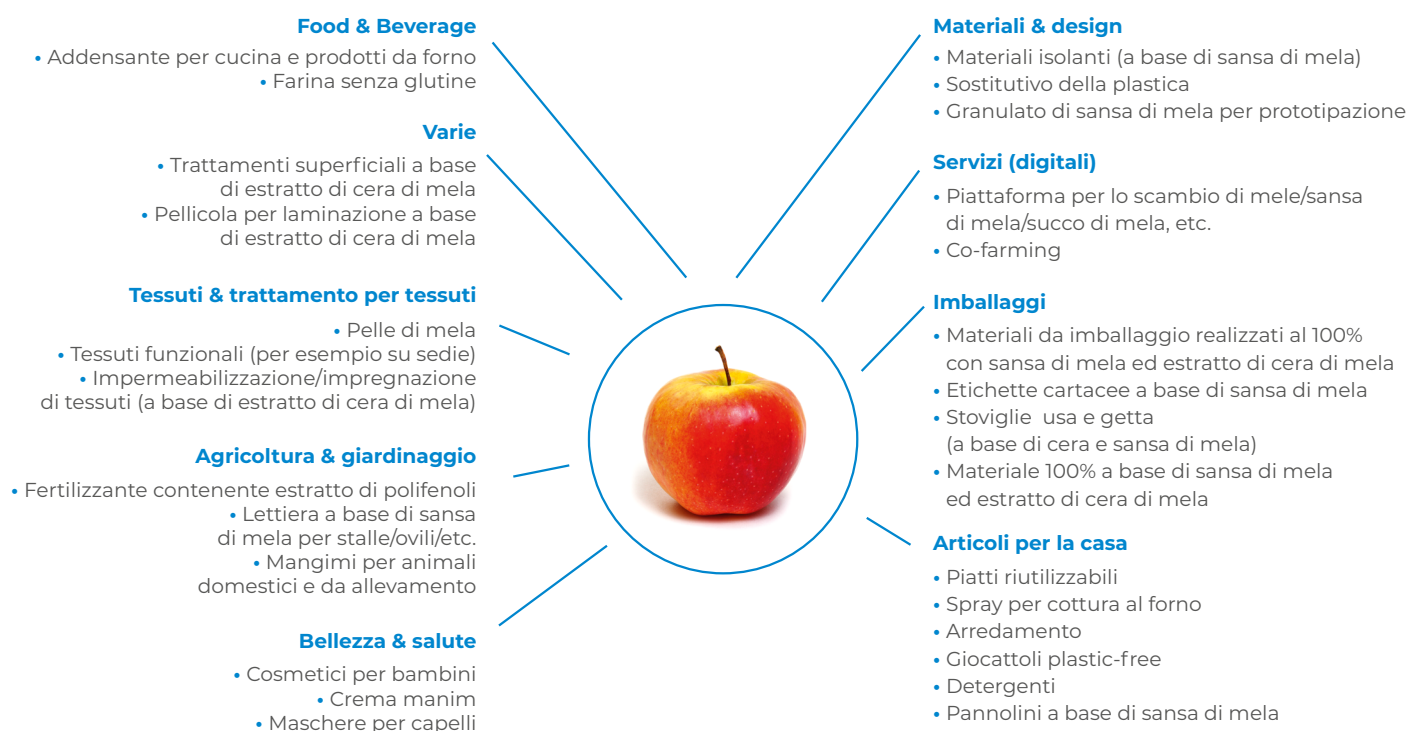 Food & Beverage
• Addensante per cucina e prodotti da forno
• Farina senza glutine
Varie
• Trattamenti superficiali a base
di estratto di cera di mela
• Pellicola per laminazione a base
di estratto di cera di mela
Tessuti & trattamento per tessuti
• Pelle di mela
• Tessuti funzionali (per esempio su sedie)
• Impermeabilizzazione/impregnazione
di tessuti (a base di estratto di cera di mela)
Agricoltura & giardinaggio
• Fertilizzante contenente estratto di polifenoli
• Lettiera a base di sansa
di mela per stalle/ovili/etc.
• Mangimi per animali
domestici e da allevamento
Bellezza & salute
• Cosmetici per bambini
• Crema manim
• Maschere per capelli
Materiali & design
• Materiali isolanti (a base di sansa di mela)
• Sostitutivo della plastica
• Granulato di sansa di mela per prototipazione
Servizi (digitali)
• Piattaforma per lo scambio di mele/sansa
di mela/succo di mela, etc.
• Co-farming
Imballaggi
• Materiali da imballaggio realizzati al 100%
con sansa di mela ed estratto di cera di mela
• Etichette cartacee a base di sansa di mela
• Stoviglie usa e getta
(a base di cera e sansa di mela)
• Materiale 100% a base di sansa di mela
ed estratto di cera di mela
Articoli per la casa
• Piatti riutilizzabili
• Spray per cottura al forno
• Arredamento
• Giocattoli plastic-free
• Detergenti
• Pannolini a base di sansa di mela